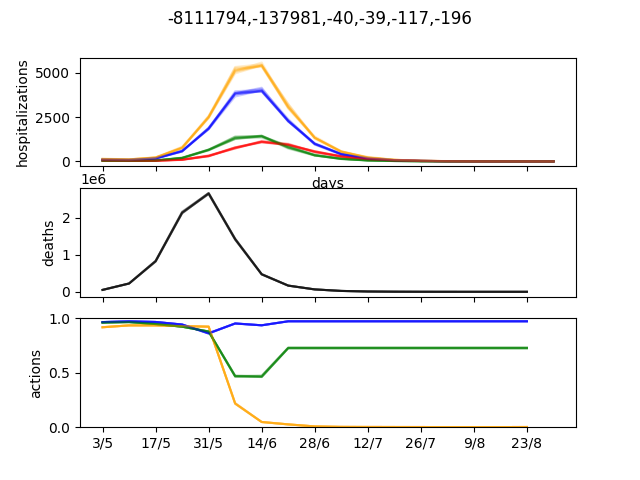 -8111794,-137981,-40,-39,-117,-196
hospitalizations
5000
2500
0
days
1e6
deaths
2
1
0
actions
1.0
0.5
0.0
3/5 17/5 31/5 14/6 28/6 12/7 26/7 9/8 23/8